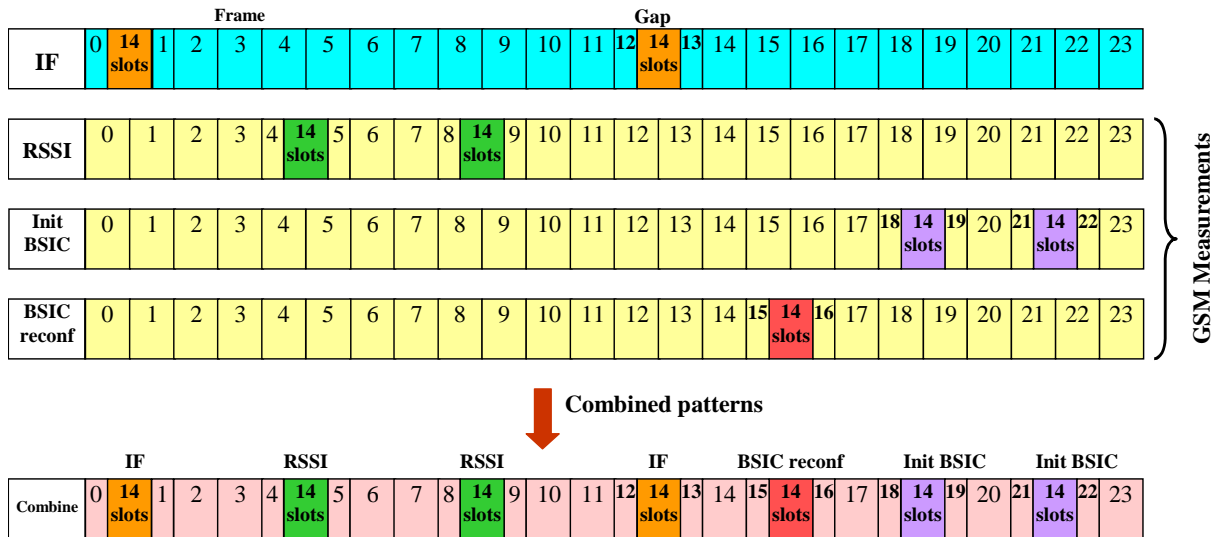 Frame Gap
IF 0 14 slots 1 2 3 4 5 6 7 8 9 10 11 12 14 slots 13 14 15 16 17 18 19 20 21 22 23
RSSI 0 1 2 3 4 14 slots 5 6 7 8 14 slots 9 10 11 12 13 14 15 16 17 18 19 20 21 22 23
Init BSIC 0 1 2 3 4 5 6 7 8 9 10 11 12 13 14 15 16 17 18 14 slots 19 20 21 14 slots 22 23
BSIC reconf 0 1 2 3 4 5 6 7 8 9 10 11 12 13 14 15 14 slots 16 17 18 19 20 21 22 23
GSM Measurements
Combined patterns
IF RSSI RSSI IF BSIC reconf Init BSIC Init BSIC
Combine 0 14 slots 1 2 3 4 14 slots 5 6 7 8 14 slots 9 10 11 12 14 slots 13 14 15 14 slots 16 17 18 14 slots 19 20 21 14 slots 22 23